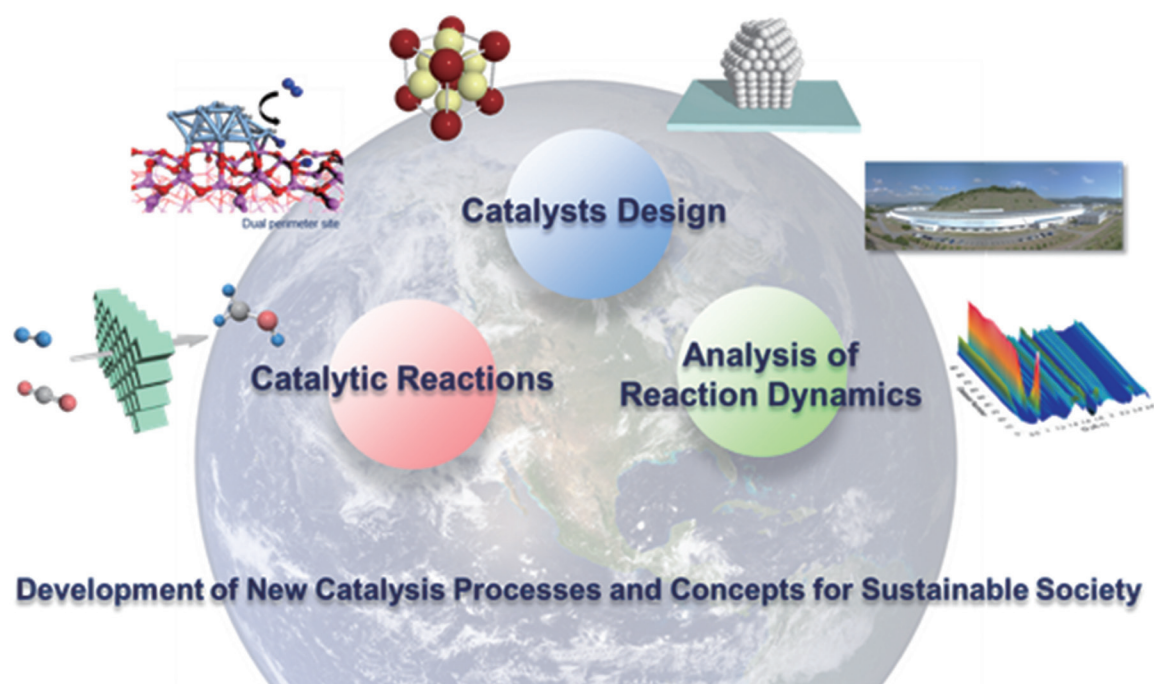 Catalysts Design
Dual perimeter site
Catalytic Reactions
Analysis of
Reaction Dynamics
Development of New Catalysis Processes and Concepts for Sustainable Society